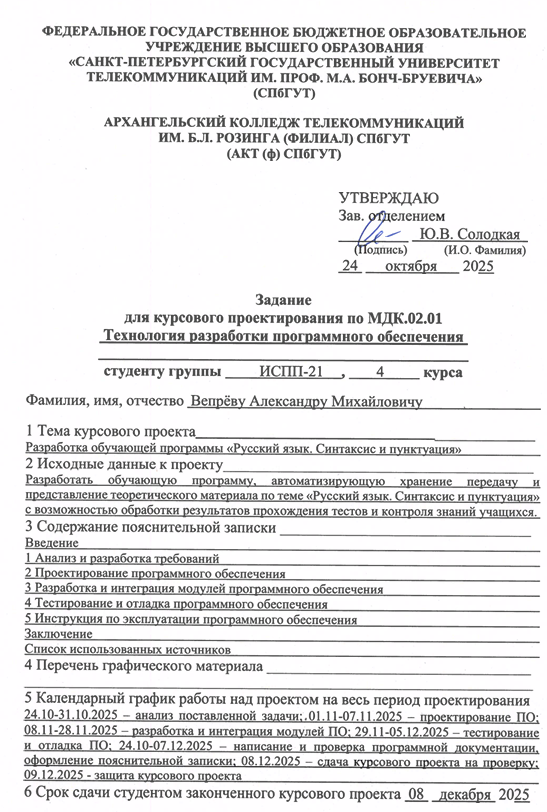 ФЕДЕРАЛЬНОЕ ГОСУДАРСТВЕННОЕ БЮДЖЕТНОЕ ОБРАЗОВАТЕЛЬНОЕ
УЧРЕЖДЕНИЕ ВЫСШЕГО ОБРАЗОВАНИЯ
«САНКТ-ПЕТЕРБУРГСКИЙ ГОСУДАРСТВЕННЫЙ УНИВЕРСИТЕТ
ТЕЛЕКОММУНИКАЦИЙ ИМ. ПРОФ. М.А. БОНЧ-БРУЕВИЧА»
(СПбГУТ)
АРХАНГЕЛЬСКИЙ КОЛЛЕДЖ ТЕЛЕКОММУНИКАЦИЙ
ИМ. Б.Л. РОЗИНГА (ФИЛИАЛ) СПбГУТ
(АКТ (ф) СПбГУТ)
УТВЕРЖДАЮ
Зав. отделением
Ю.В. Солодкая
(Подпись) (И.О. Фамилия)
24 октября 2025
Задание
для курсового проектирования по МДК.02.01
Технология разработки программного обеспечения
студенту группы ИСПП-21, 4 курса
Фамилия, имя, отчество Вепрёву Александру Михайловичу
1 Тема курсового проекта
Разработка обучающей программы «Русский язык. Синтаксис и пунктуация»
2 Исходные данные к проекту
Разработать обучающую программу, автоматизирующую хранение передачу и
представление теоретического материала по теме «Русский язык. Синтаксис и пунктуация»
с возможностью обработки результатов прохождения тестов и контроля знаний учащихся.
3 Содержание пояснительной записки
Введение
1 Анализ и разработка требований
2 Проектирование программного обеспечения
3 Разработка и интеграция модулей программного обеспечения
4 Тестирование и отладка программного обеспечения
5 Инструкция по эксплуатации программного обеспечения
Заключение
Список использованных источников
4 Перечень графического материала
5 Календарный график работы над проектом на весь период проектирования
24.10-31.10.2025 – анализ поставленной задачи; 01.11-07.11.2025 – проектирование ПО;
08.11-28.11.2025 – разработка и интеграция модулей ПО; 29.11-05.12.2025 – тестирование
и отладка ПО; 24.10-07.12.2025 – написание и проверка программной документации,
оформление пояснительной записки; 08.12.2025 – сдача курсового проекта на проверку;
09.12.2025 - защита курсового проекта
6 Срок сдачи студентом законченного курсового проекта 08 декабря 2025